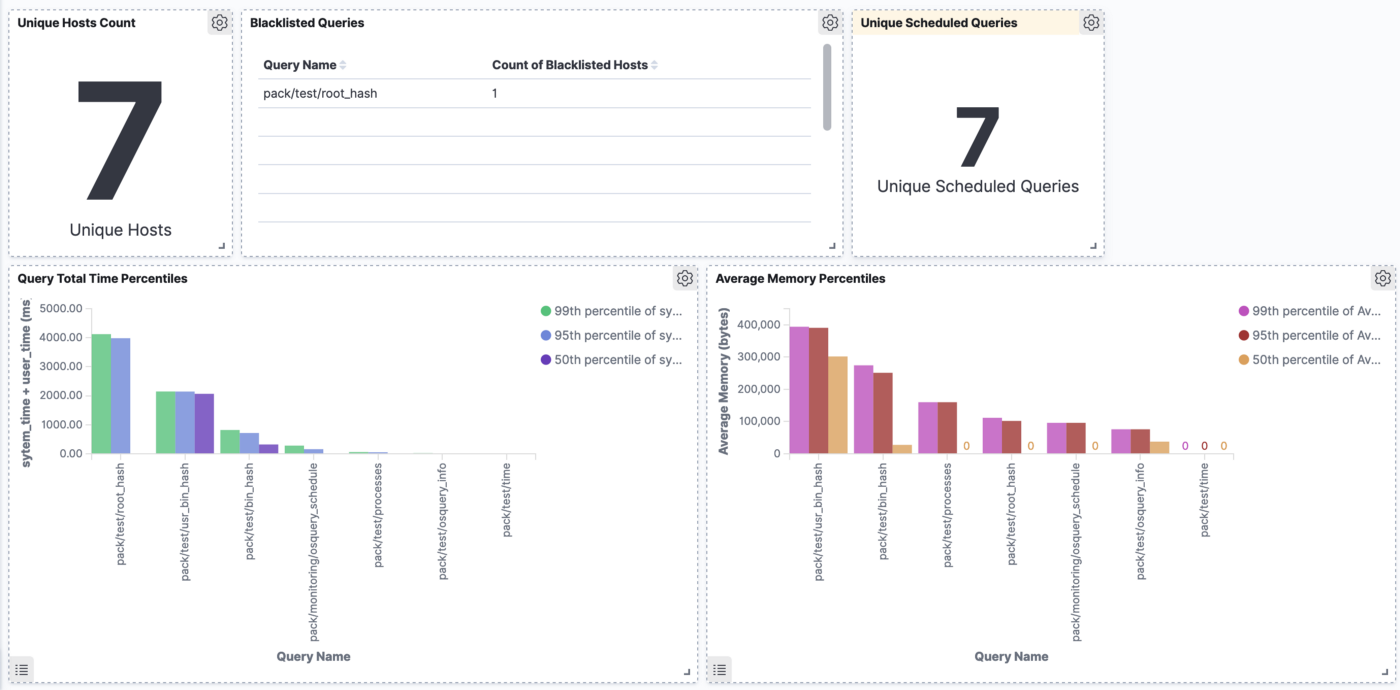 Unique Hosts Count
7
Unique Hosts
Blacklisted Queries
Query Name Count of Blacklisted Hosts
pack/test/root_hash 1
Unique Scheduled Queries
7
Unique Scheduled Queries
Query Total Time Percentiles
sytem_time + user_time (ms
5000.00
4000.00
3000.00
2000.00
1000.00
0.00
pack/test/root_hash
pack/test/usr_bin_hash
pack/test/bin_hash
pack/monitoring/osquery_schedule
pack/test/processes
pack/test/osquery_info
pack/test/time
Query Name
99th percentile of sy...
95th percentile of sy...
50th percentile of sy...
Average Memory Percentiles
Average Memory (bytes)
400,000
300,000
200,000
100,000
0
0
0
0
0 0 0
pack/test/usr_bin_hash
pack/test/bin_hash
pack/test/processes
pack/test/root_hash
pack/monitoring/osquery_schedule
pack/test/osquery_info
pack/test/time
Query Name
99th percentile of Av...
95th percentile of Av...
50th percentile of Av...